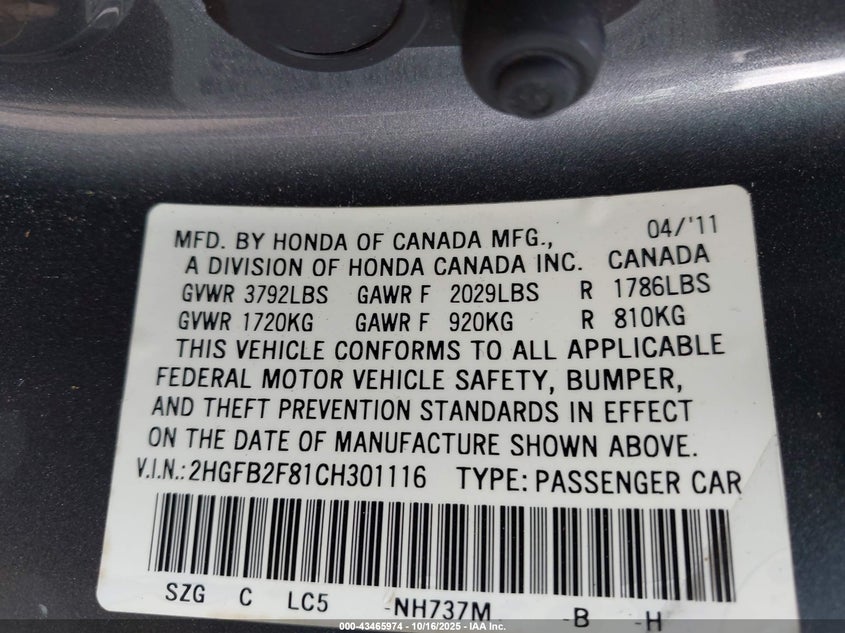 MFD. BY HONDA OF CANADA MFG., 04/'11
A DIVISION OF HONDA CANADA INC. CANADA
GVWR 3792LBS GAWR F 2029LBS R 1786LBS
GVWR 1720KG GAWR F 920KG R 810KG
THIS VEHICLE CONFORMS TO ALL APPLICABLE
FEDERAL MOTOR VEHICLE SAFETY, BUMPER,
AND THEFT PREVENTION STANDARDS IN EFFECT
ON THE DATE OF MANUFACTURE SHOWN ABOVE.
V.I.N.: 2HGFB2F81CH301116 TYPE: PASSENGER CAR
SZG C LC5 -NH737M -B -H
000-43465974 | 10/16/2025 - IAA Inc.